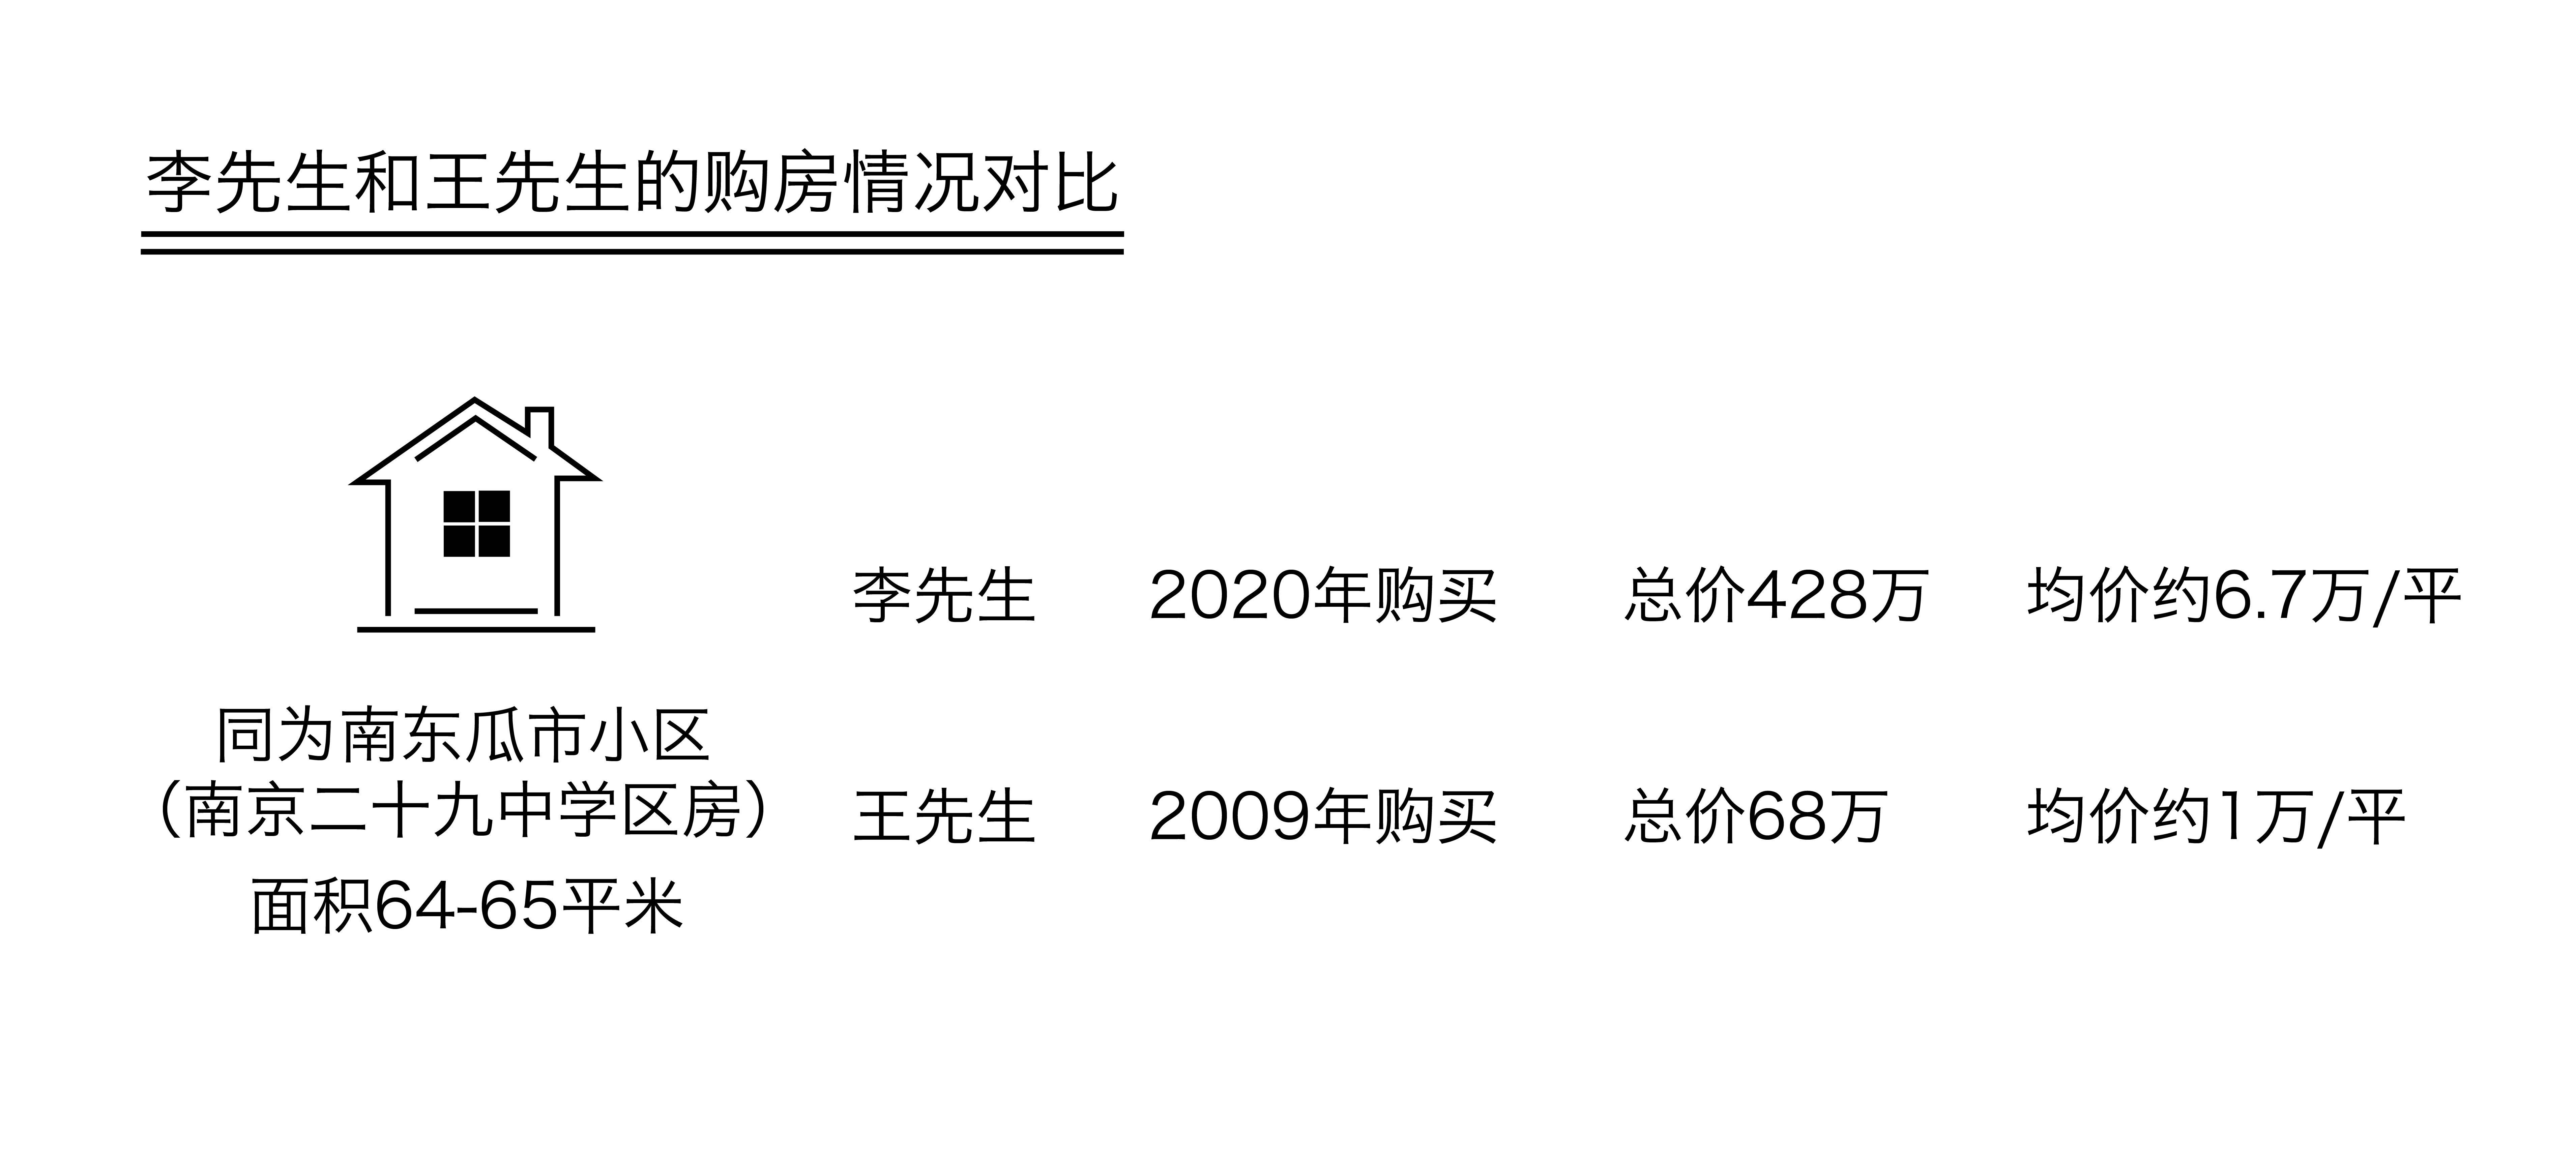 李先生和王先生的购房情况对比
同为南东瓜市小区
（南京二十九中学区房）
面积64-65平米
李先生 2020年购买 总价428万 均价约6.7万/平
王先生 2009年购买 总价68万 均价约1万/平